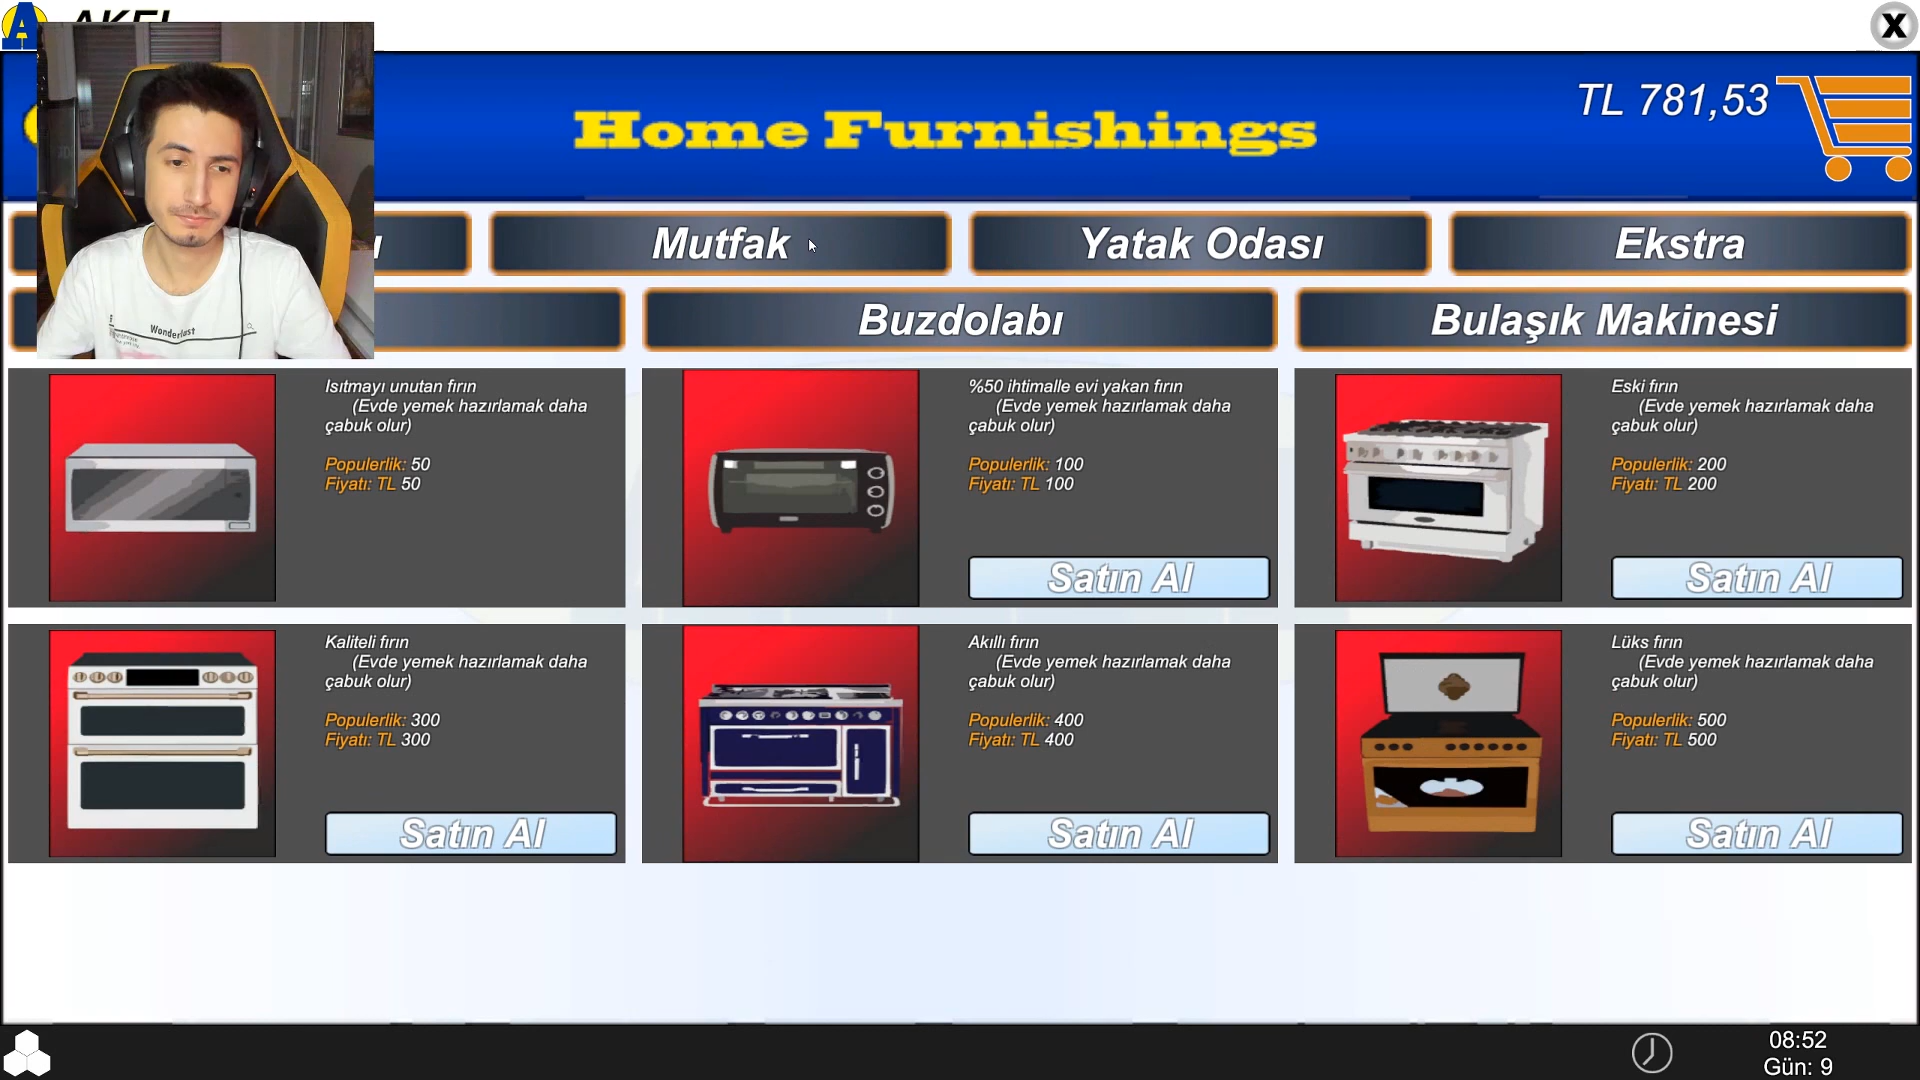 TL 781,53
Home Furnishings
Mutfak
Yatak Odası
Ekstra
Buzdolabı
Bulaşık Makinesi
Isıtmayı unutan fırın
(Evde yemek hazırlamak daha
çabuk olur)
Populerlik: 50
Fiyatı: TL 50
%50 ihtimalle evi yakan fırın
(Evde yemek hazırlamak daha
çabuk olur)
Populerlik: 100
Fiyatı: TL 100
Satın Al
Eski fırın
(Evde yemek hazırlamak daha
çabuk olur)
Populerlik: 200
Fiyatı: TL 200
Satın Al
Kaliteli fırın
(Evde yemek hazırlamak daha
çabuk olur)
Populerlik: 300
Fiyatı: TL 300
Satın Al
Akıllı fırın
(Evde yemek hazırlamak daha
çabuk olur)
Populerlik: 400
Fiyatı: TL 400
Satın Al
Lüks fırın
(Evde yemek hazırlamak daha
çabuk olur)
Populerlik: 500
Fiyatı: TL 500
Satın Al
Wonderlust
08:52
Gün: 9